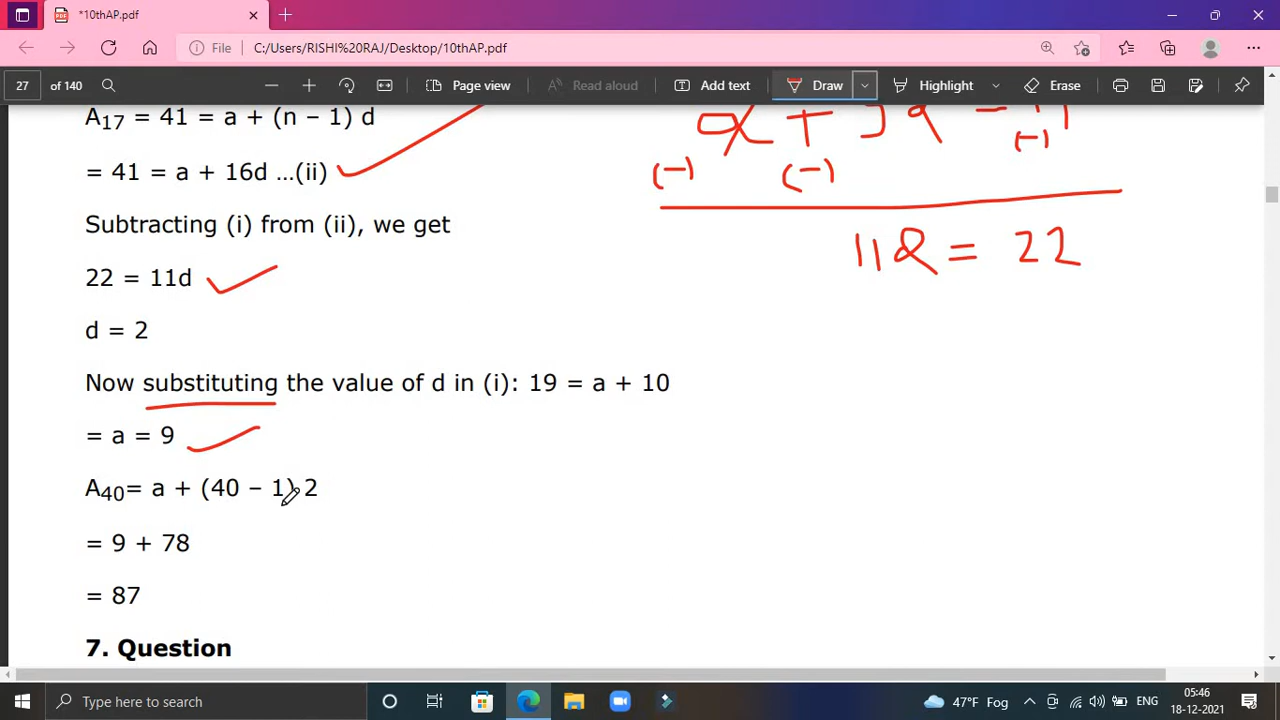 *10thAP.pdf
File C:/Users/RISHI%20RAJ/Desktop/10thAP.pdf
27 of 140 Page view Read aloud Add text Draw Highlight Erase
A17 = 41 = a + (n – 1) d
= 41 = a + 16d …(ii)
(–) (–) (–)
Subtracting (i) from (ii), we get
11d = 22
22 = 11d
d = 2
Now substituting the value of d in (i): 19 = a + 10
= a = 9
A40= a + (40 – 1) 2
= 9 + 78
= 87
7. Question
Type here to search
47°F Fog
ENG
05:46
18-12-2021